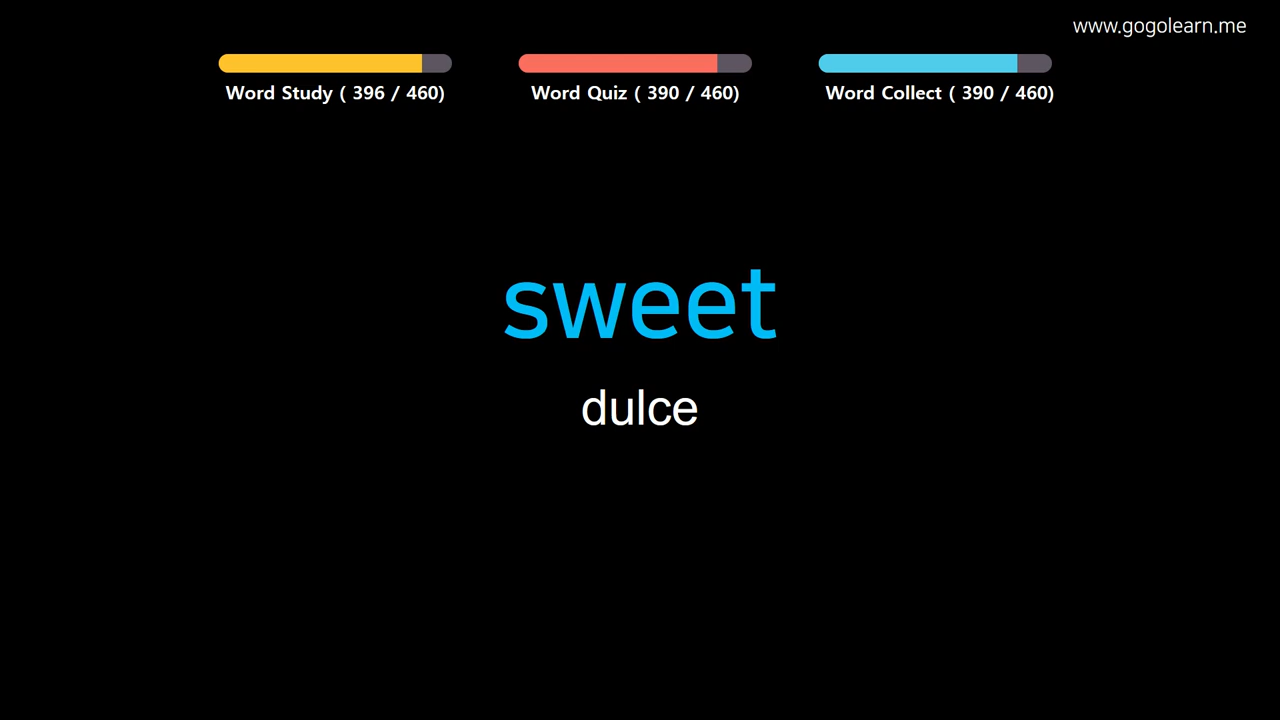 www.gogolearn.me
Word Study ( 396 / 460)
Word Quiz ( 390 / 460)
Word Collect ( 390 / 460)
sweet
dulce